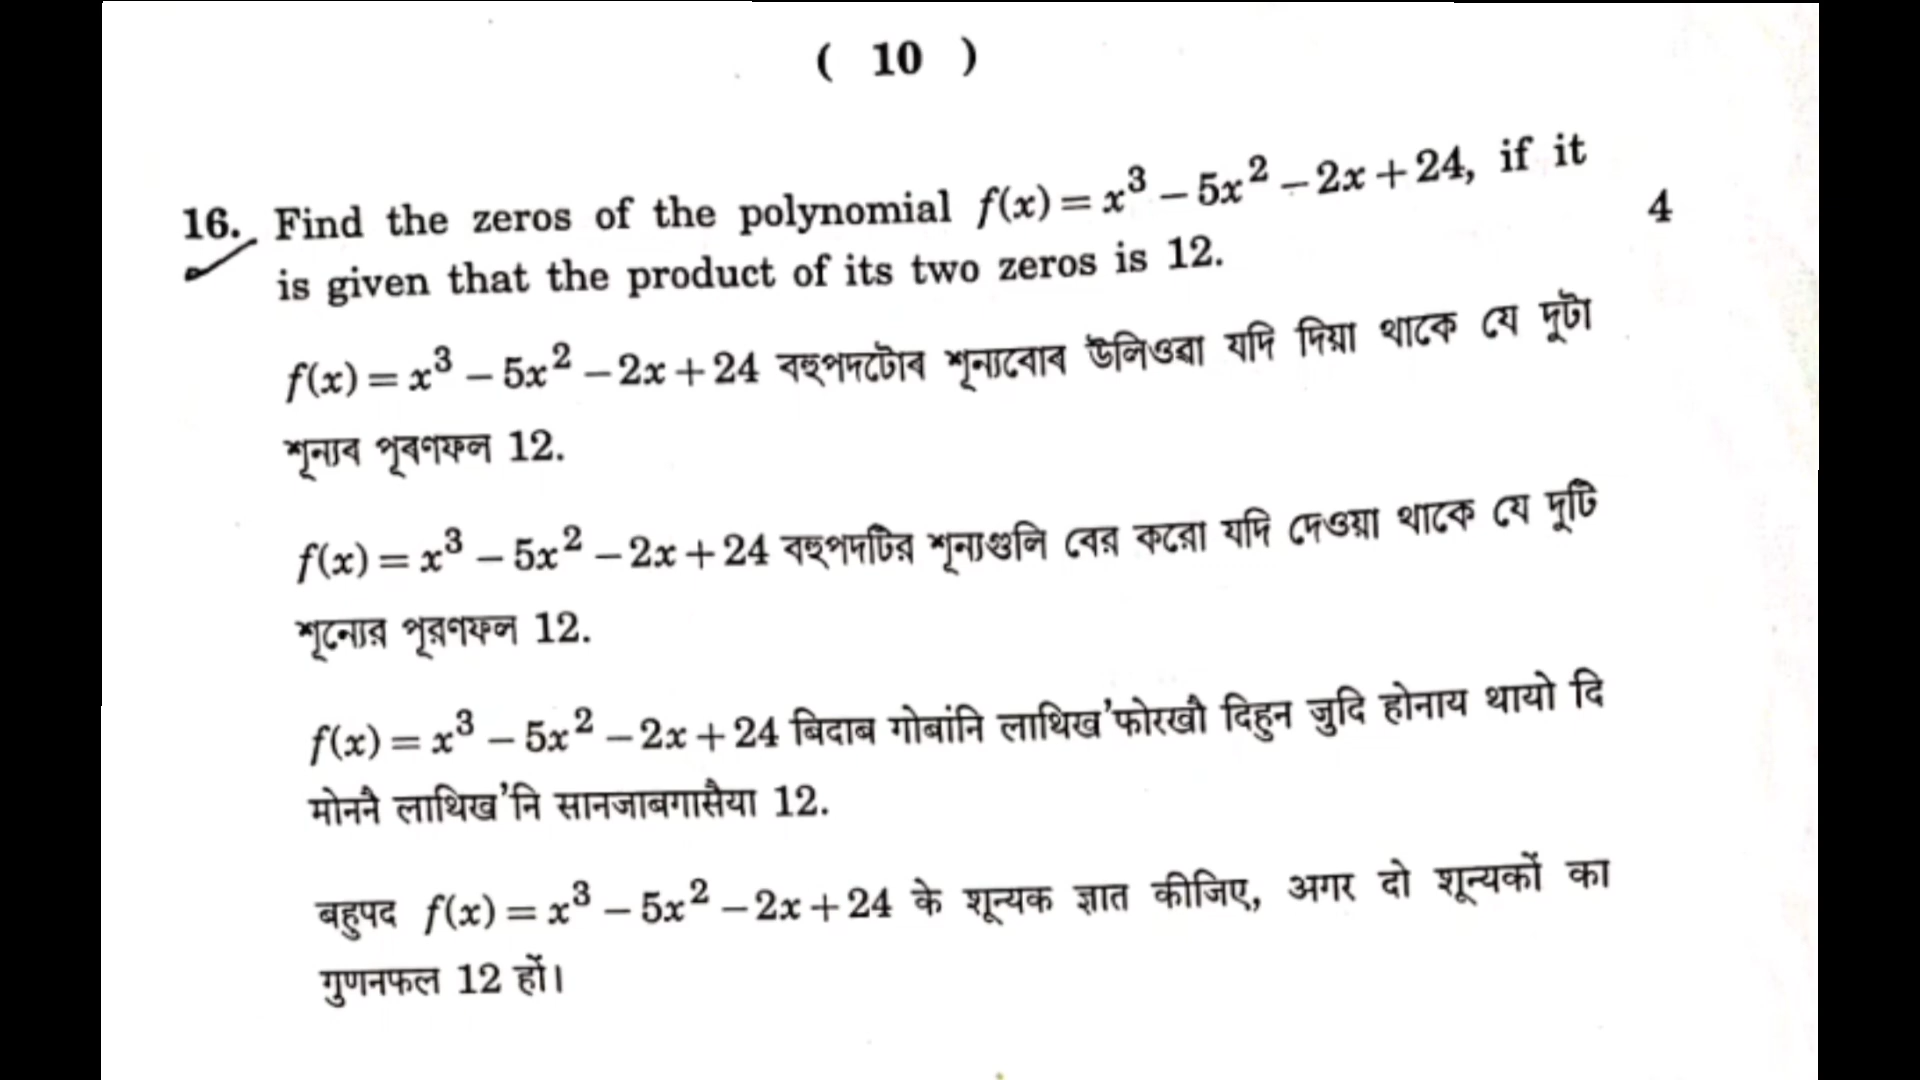 ( 10 )
16. Find the zeros of the polynomial f(x) = x³ – 5x² – 2x + 24, if it
is given that the product of its two zeros is 12. 4
f(x) = x³ – 5x² – 2x + 24 বহুপদটোৰ শূন্যবোৰ উলিওৱা যদি দিয়া থাকে যে দুটা
শূন্যৰ পূৰণফল 12.
f(x) = x³ – 5x² – 2x + 24 বহুপদটির শূন্যগুলি বের করো যদি দেওয়া থাকে যে দুটি
শূন্যের পূরণফল 12.
f(x) = x³ – 5x² – 2x + 24 बिदाब गोबांनि लाथिख'फोरखौ दिहुन जुदि होनाय थायो दि
मोननै लाथिख'नि सानजाबगासैया 12.
बहुपद f(x) = x³ – 5x² – 2x + 24 के शून्यक ज्ञात कीजिए, अगर दो शून्यकों का
गुणनफल 12 हों।